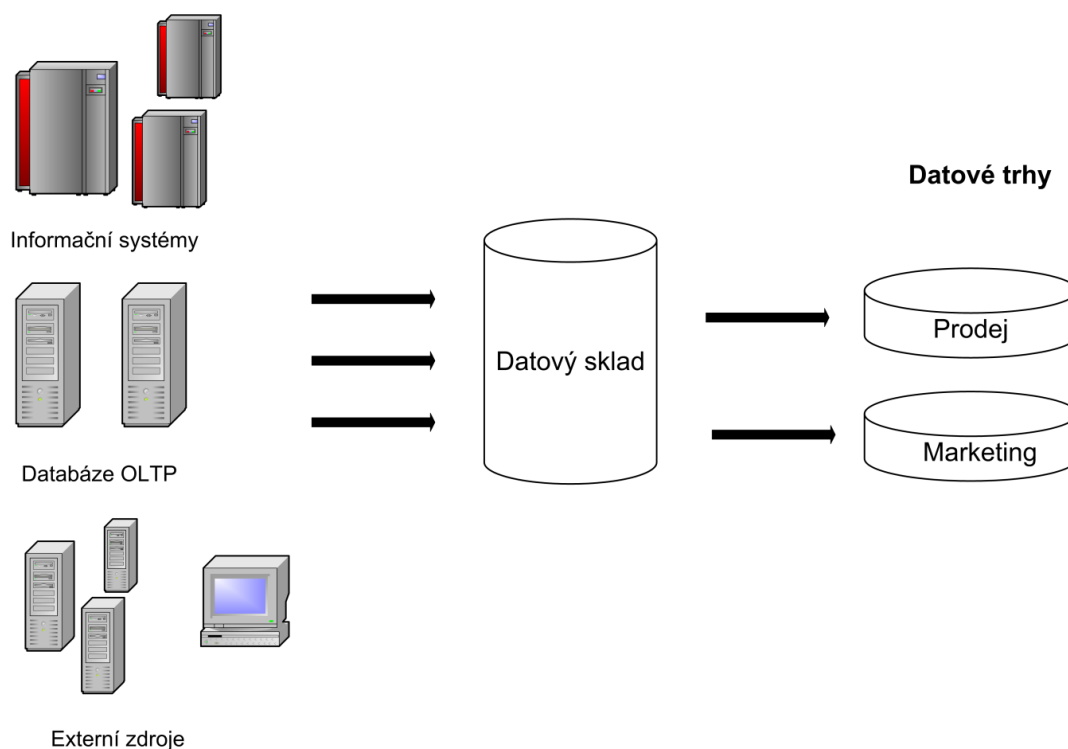 Datové trhy
Informační systémy
Prodej
Datový sklad
Marketing
Databáze OLTP
Externí zdroje